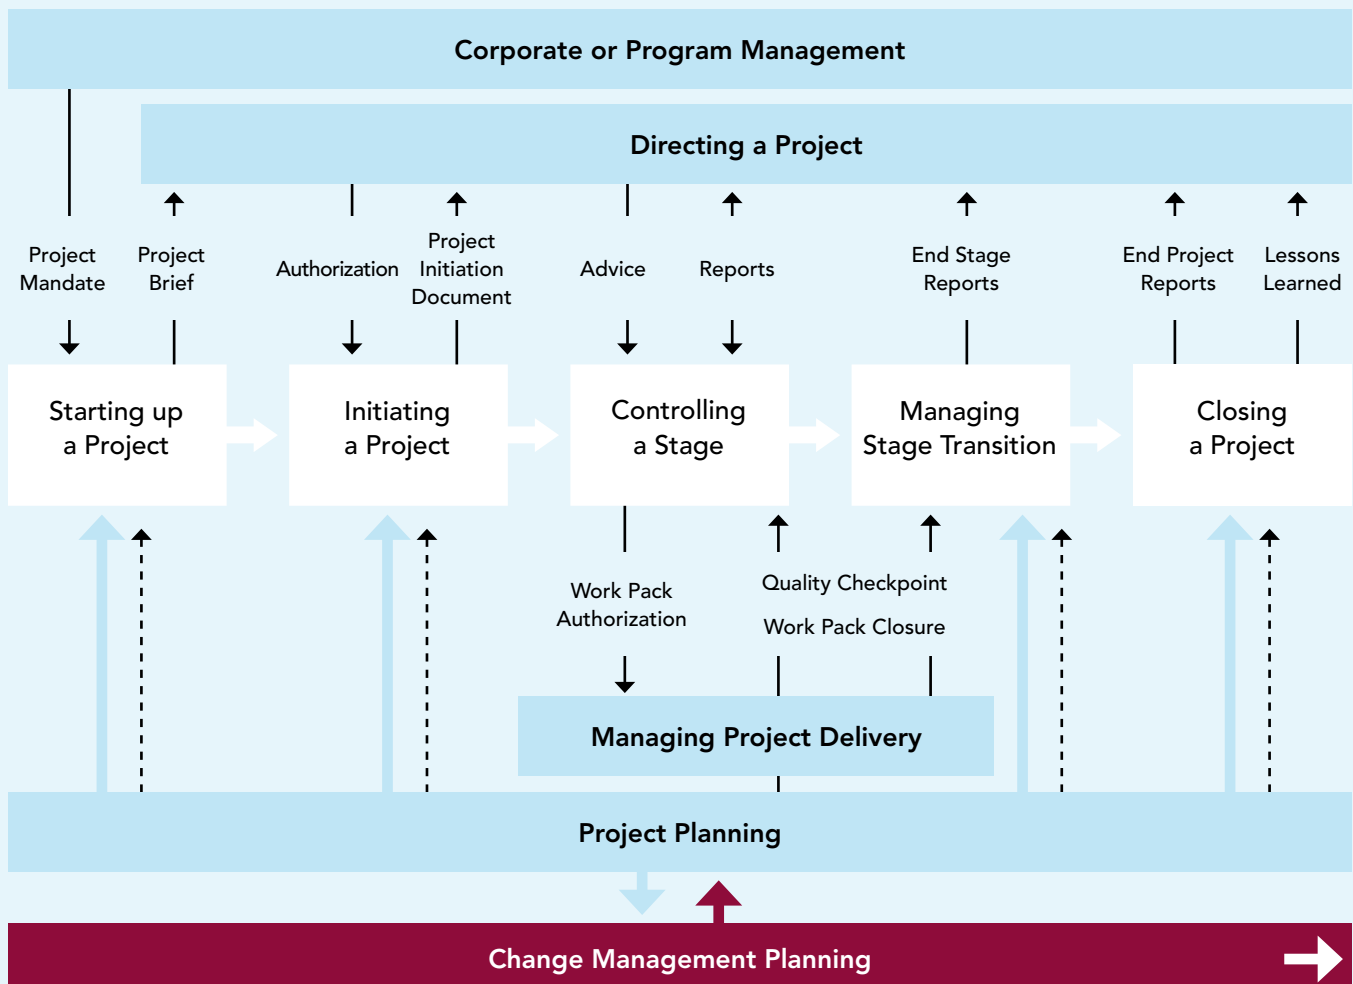 Corporate or Program Management
Directing a Project
Project
Mandate
Project
Brief
Authorization
Project
Initiation
Document
Advice
Reports
End Stage
Reports
End Project
Reports
Lessons
Learned
Starting up
a Project
Initiating
a Project
Controlling
a Stage
Managing
Stage Transition
Closing
a Project
Work Pack
Authorization
Quality Checkpoint
Work Pack Closure
Managing Project Delivery
Project Planning
Change Management Planning